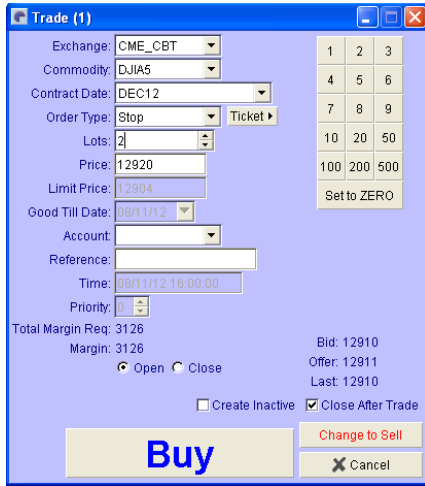 Trade (1)
Exchange: CME_CBT
Commodity: DJIA5
Contract Date: DEC12
Order Type: Stop Ticket
Lots: 2
Price: 12920
Limit Price: 12904
Good Till Date: 08/11/12
Account:
Reference:
Time: 08/11/12 16:00:00
Priority: 0
Total Margin Req: 3126
Margin: 3126
Open Close
1 2 3
4 5 6
7 8 9
10 20 50
100 200 500
Set to ZERO
Bid: 12910
Offer: 12911
Last: 12910
Create Inactive Close After Trade
Buy
Change to Sell
Cancel